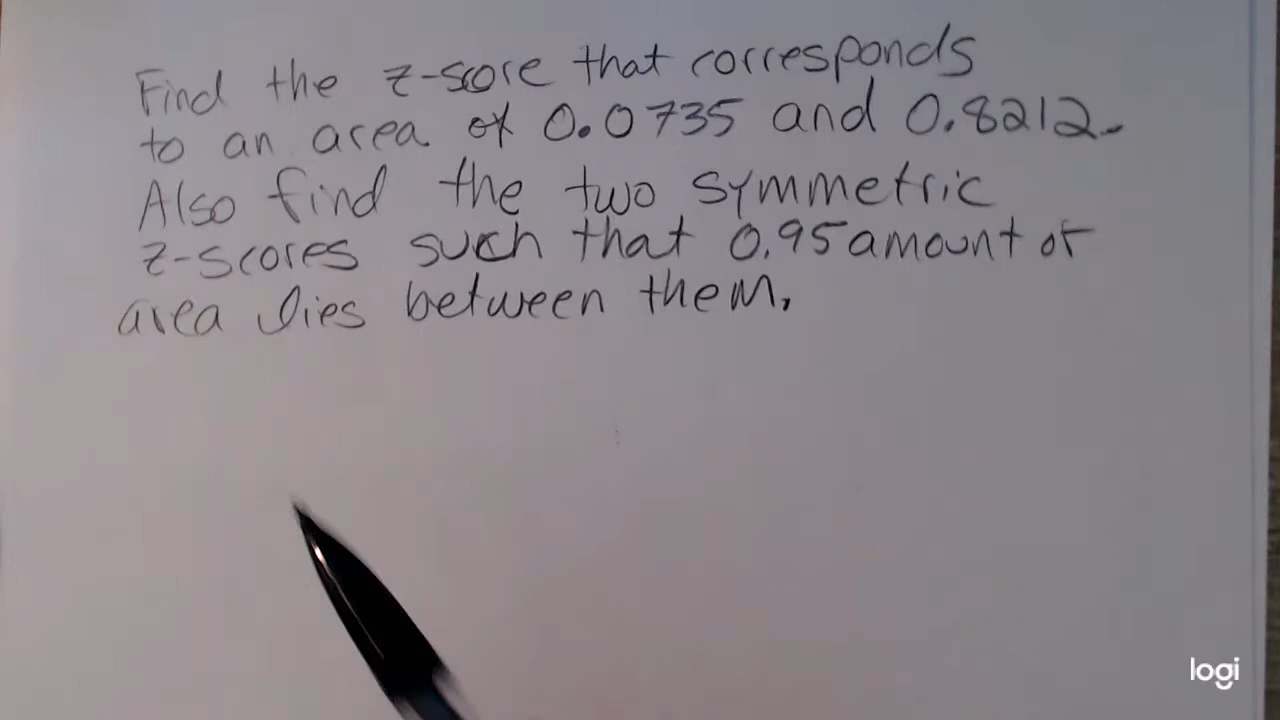 Find the z-score that corresponds
to an area of 0.0735 and 0.8212.
Also find the two symmetric
z-scores such that 0.95 amount of
area lies between them.
logi